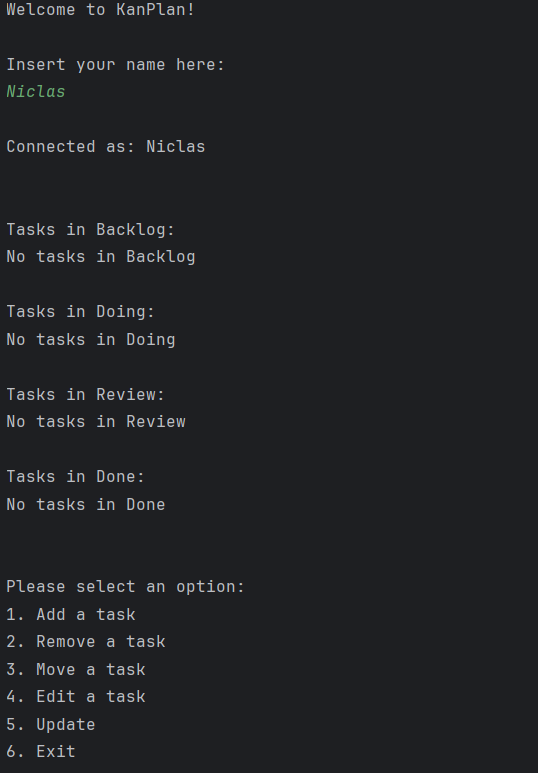 Welcome to KanPlan!
Insert your name here:
Niclas
Connected as: Niclas
Tasks in Backlog:
No tasks in Backlog
Tasks in Doing:
No tasks in Doing
Tasks in Review:
No tasks in Review
Tasks in Done:
No tasks in Done
Please select an option:
1. Add a task
2. Remove a task
3. Move a task
4. Edit a task
5. Update
6. Exit